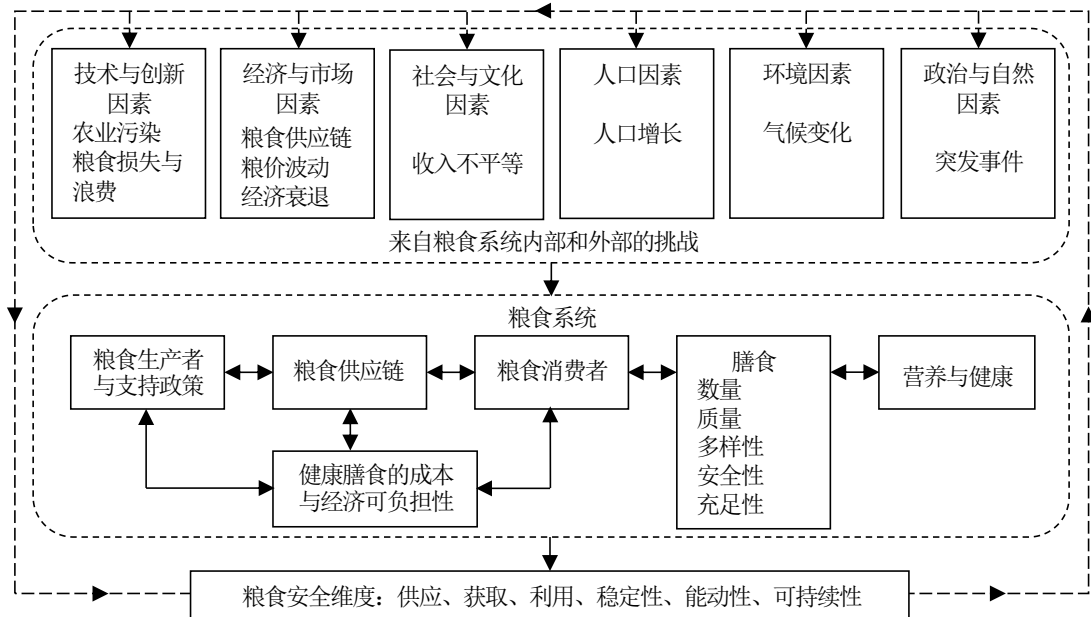 技术与创新
因素
农业污染
粮食损失与
浪费
经济与市场
因素
粮食供应链
粮价波动
经济衰退
社会与文化
因素
收入不平等
人口因素
人口增长
环境因素
气候变化
政治与自然
因素
突发事件
来自粮食系统内部和外部的挑战
粮食系统
粮食生产者
与支持政策
粮食供应链
粮食消费者
膳食
数量
质量
多样性
安全性
充足性
营养与健康
健康膳食的成本
与经济可负担性
粮食安全维度：供应、获取、利用、稳定性、能动性、可持续性